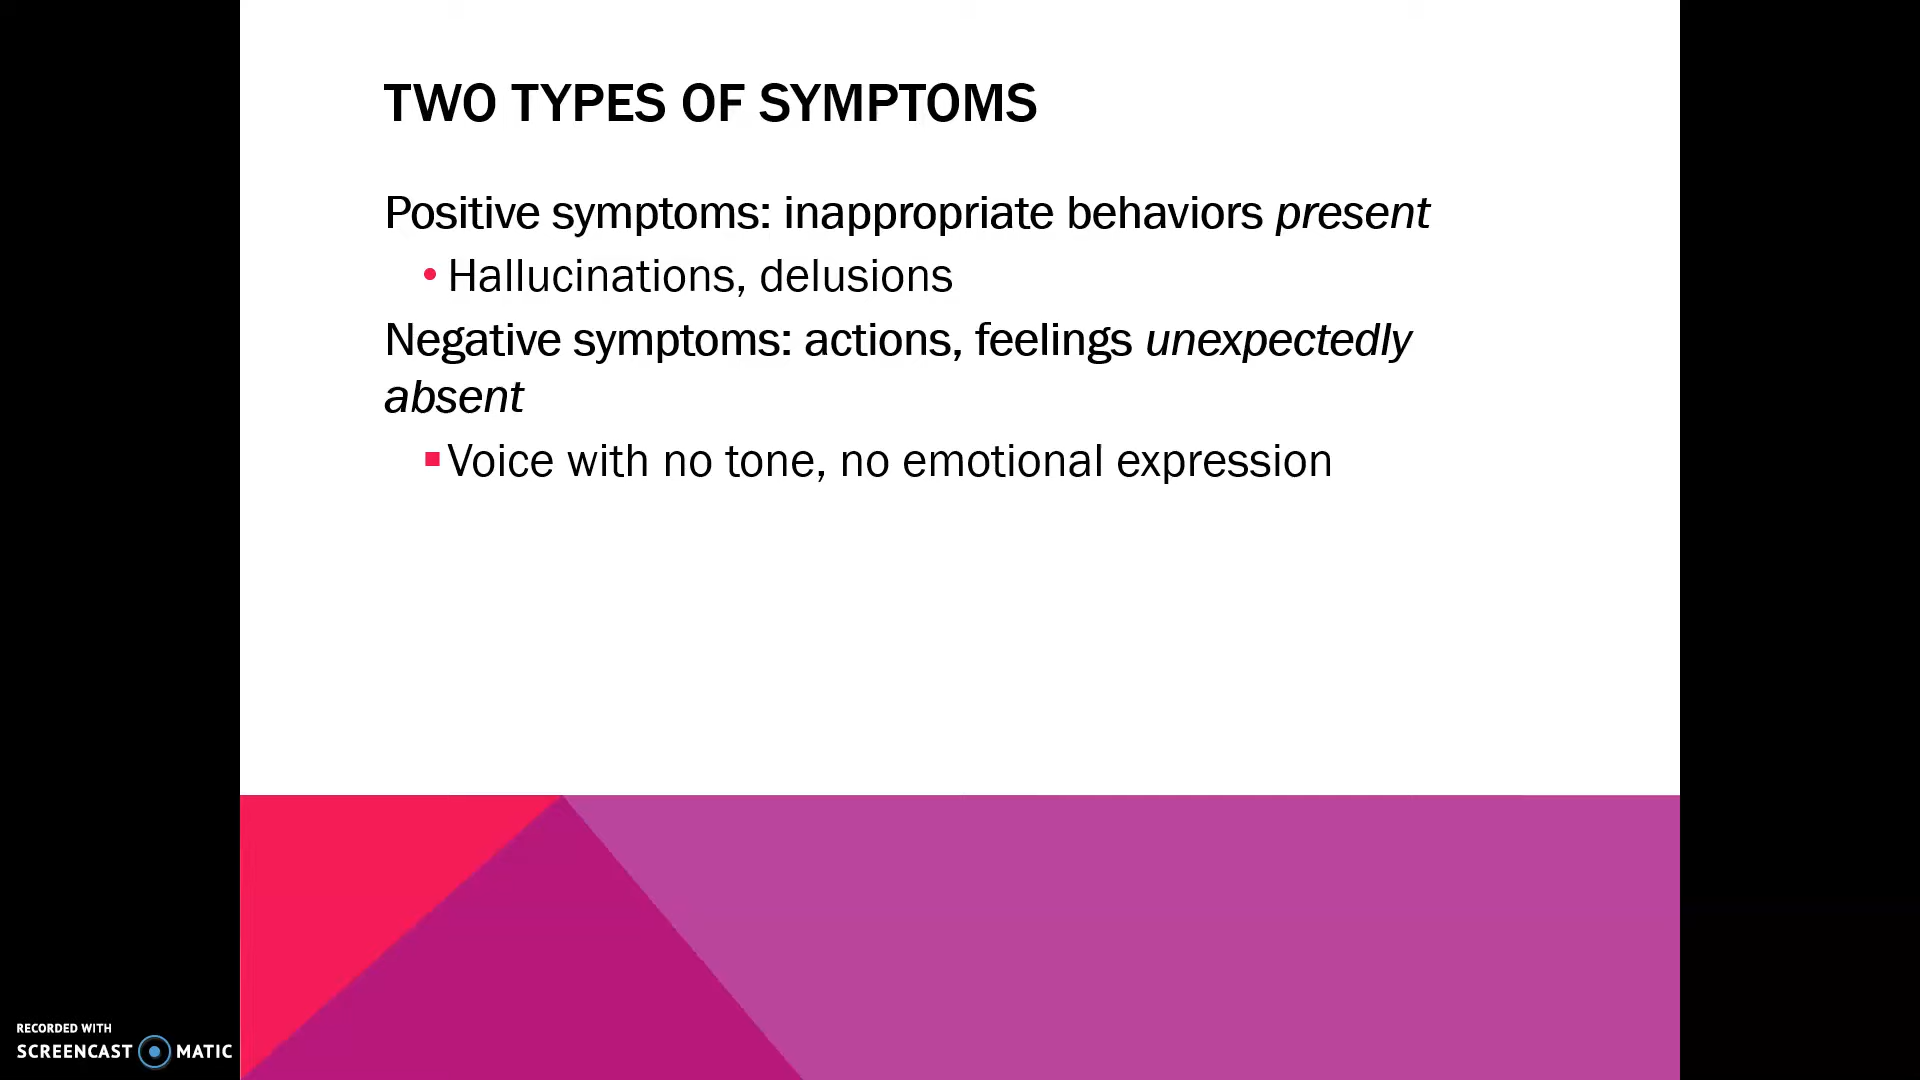 TWO TYPES OF SYMPTOMS
Positive symptoms: inappropriate behaviors present
• Hallucinations, delusions
Negative symptoms: actions, feelings unexpectedly
absent
▪ Voice with no tone, no emotional expression
RECORDED WITH
SCREENCAST MATIC